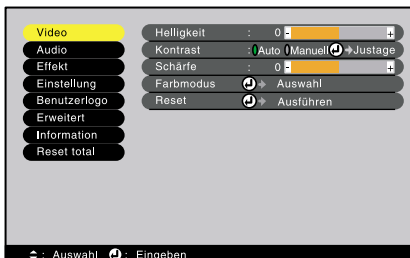 Video
Audio
Effekt
Einstellung
Benutzerlogo
Erweitert
Information
Reset total
Helligkeit : 0 - +
Kontrast : Auto Manuell Justage
Schärfe : 0 - +
Farbmodus Auswahl
Reset Ausführen
: Auswahl : Eingeben